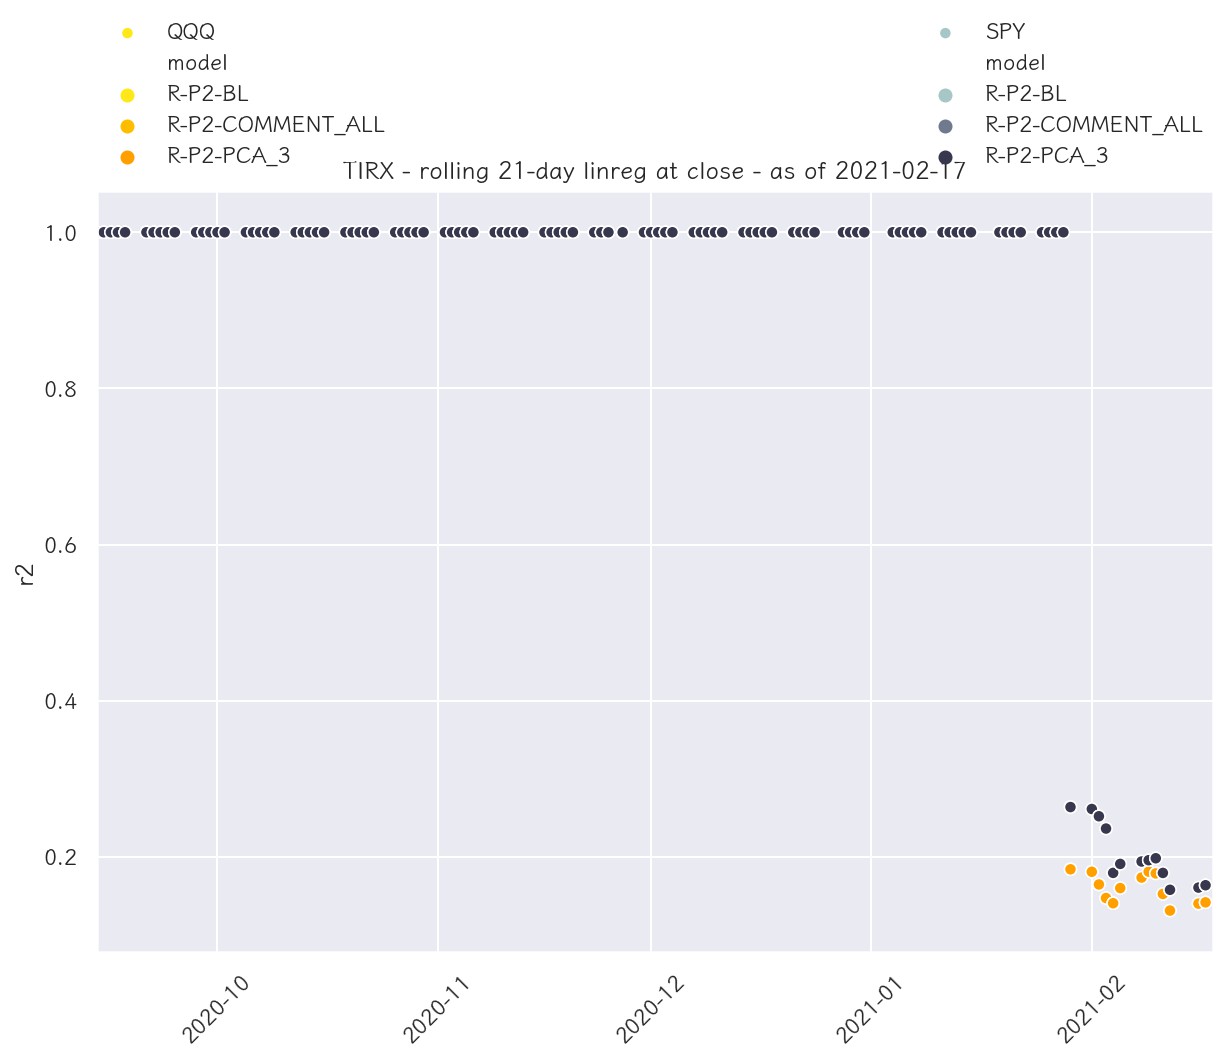 QQQ
model
R-P2-BL
R-P2-COMMENT_ALL
R-P2-PCA_3
SPY
model
R-P2-BL
R-P2-COMMENT_ALL
R-P2-PCA_3
TIRX - rolling 21-day linreg at close - as of 2021-02-17
1.0
0.8
0.6
0.4
0.2
r2
2020-10
2020-11
2020-12
2021-01
2021-02